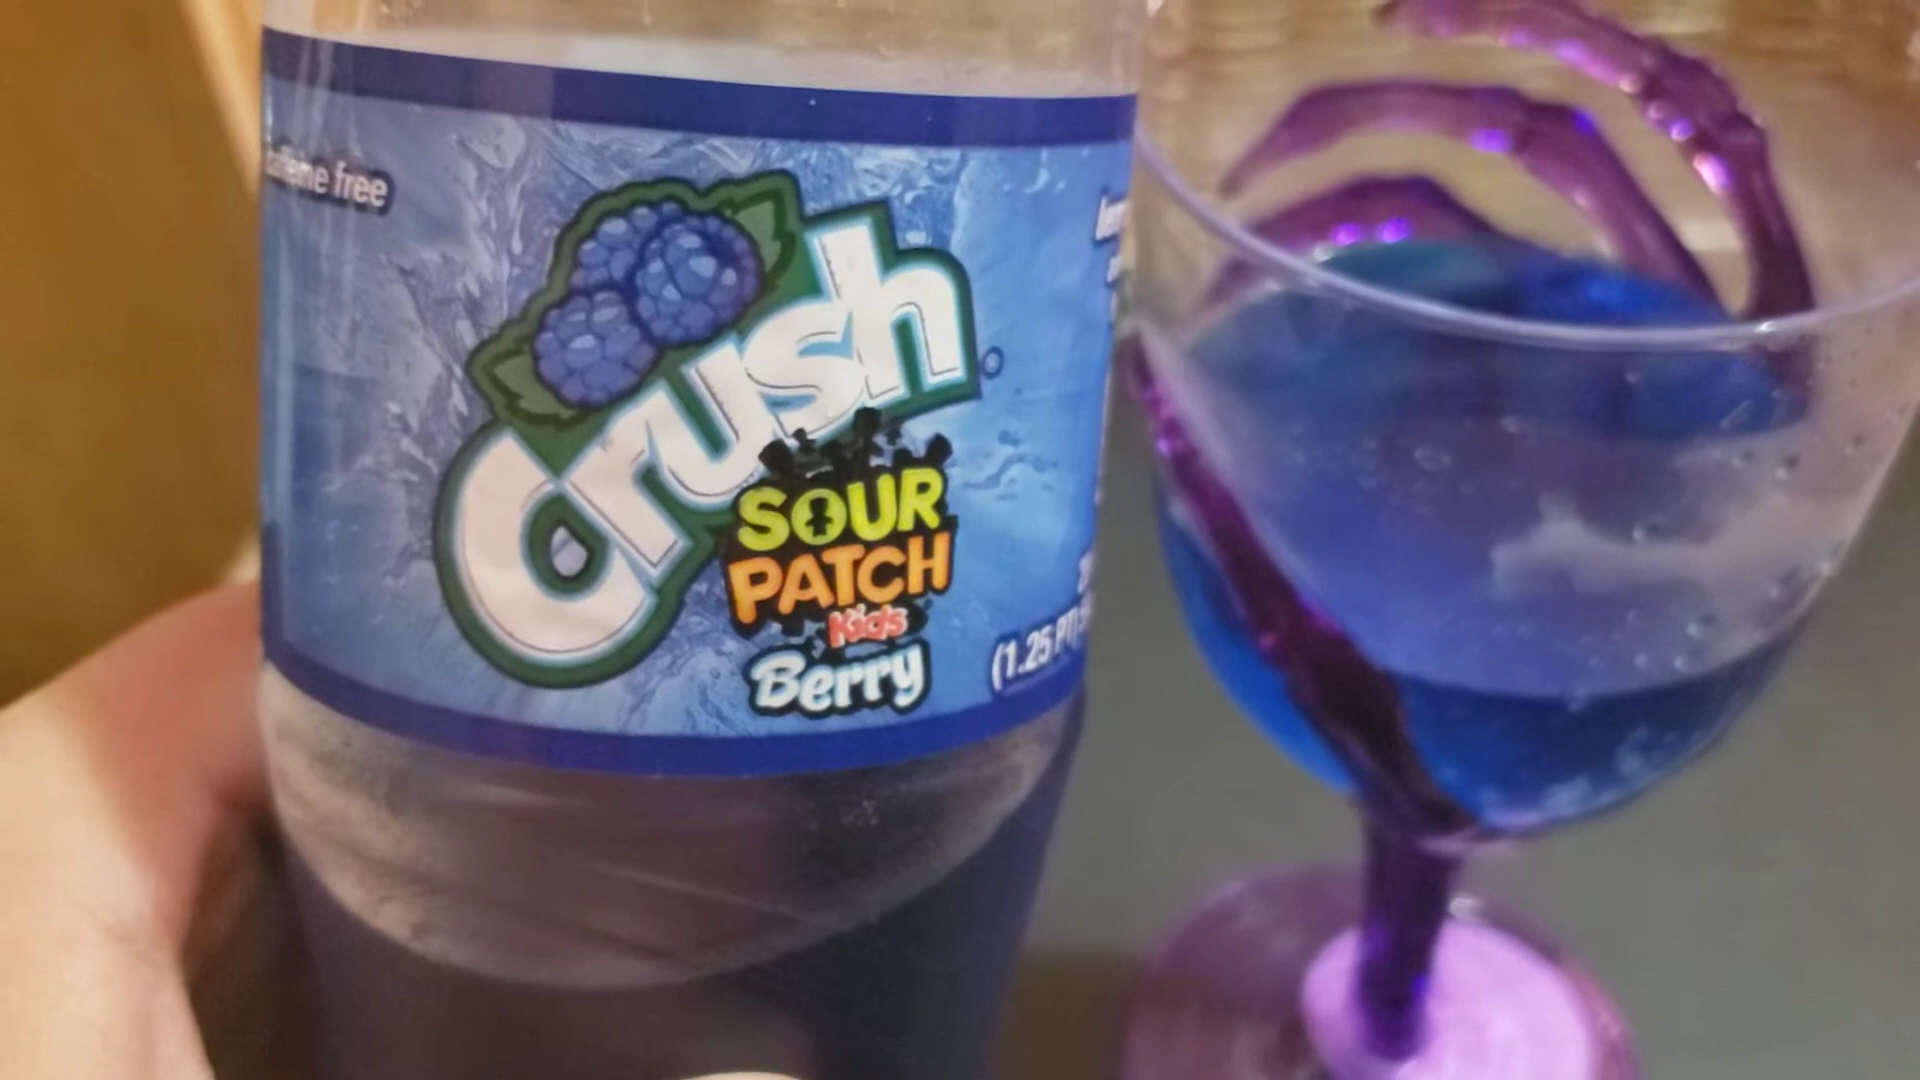 caffeine free
Crush
SOUR
PATCH
Kids
Berry
(1.25 PT)